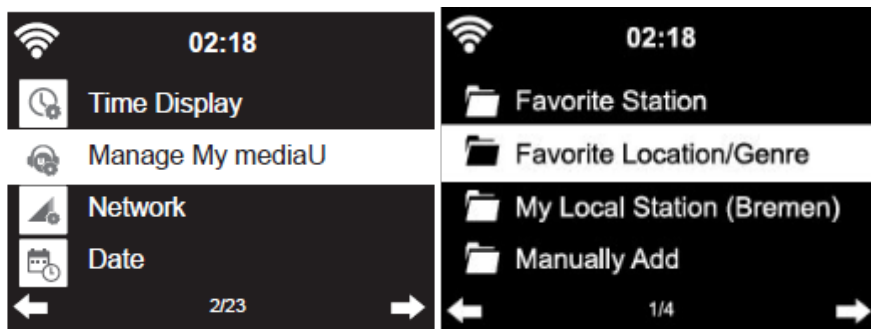 02:18
Time Display
Manage My mediaU
Network
Date
2/23
02:18
Favorite Station
Favorite Location/Genre
My Local Station (Bremen)
Manually Add
1/4